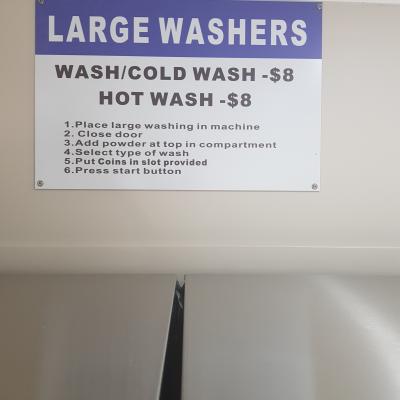 LARGE WASHERS
WASH/COLD WASH -$8
HOT WASH -$8
1.Place large washing in machine
2. Close door
3.Add powder at top in compartment
4.Select type of wash
5.Put Coins in slot provided
6.Press start button